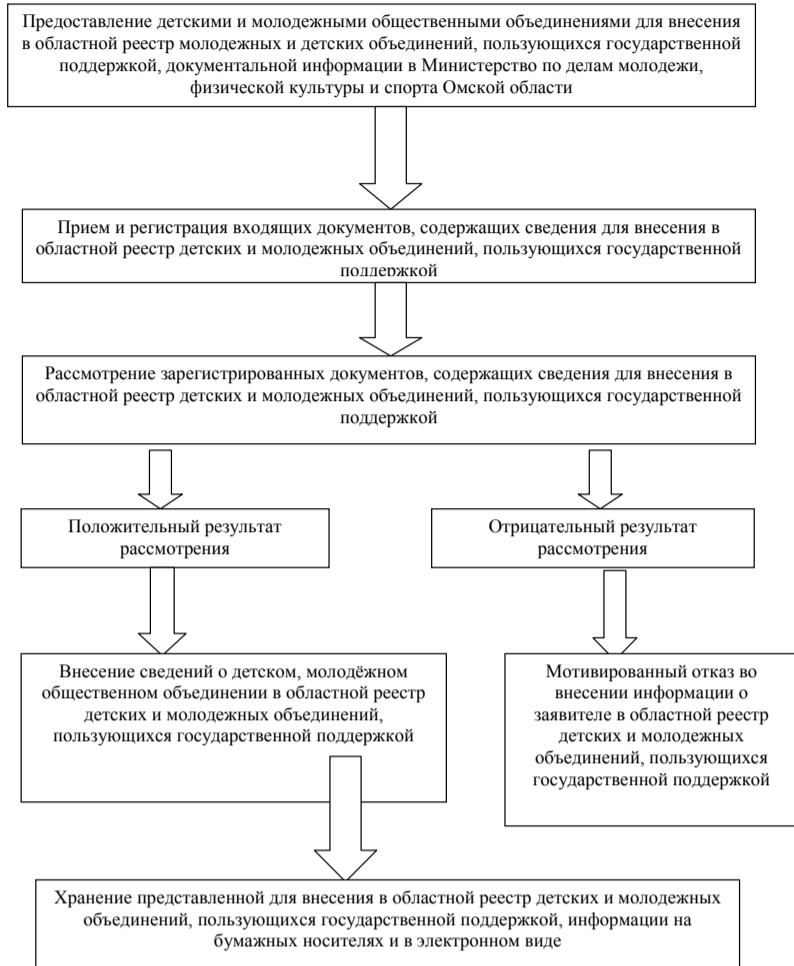 Предоставление детскими и молодежными общественными объединениями для внесения
в областной реестр молодежных и детских объединений, пользующихся государственной
поддержкой, документальной информации в Министерство по делам молодежи,
физической культуры и спорта Омской области
Прием и регистрация входящих документов, содержащих сведения для внесения в
областной реестр детских и молодежных объединений, пользующихся государственной
поддержкой
Рассмотрение зарегистрированных документов, содержащих сведения для внесения в
областной реестр детских и молодежных объединений, пользующихся государственной
поддержкой
Положительный результат
рассмотрения
Отрицательный результат
рассмотрения
Внесение сведений о детском, молодёжном
общественном объединении в областной реестр
детских и молодежных объединений,
пользующихся государственной поддержкой
Мотивированный отказ во
внесении информации о
заявителе в областной реестр
детских и молодежных
объединений, пользующихся
государственной поддержкой
Хранение представленной для внесения в областной реестр детских и молодежных
объединений, пользующихся государственной поддержкой, информации на
бумажных носителях и в электронном виде